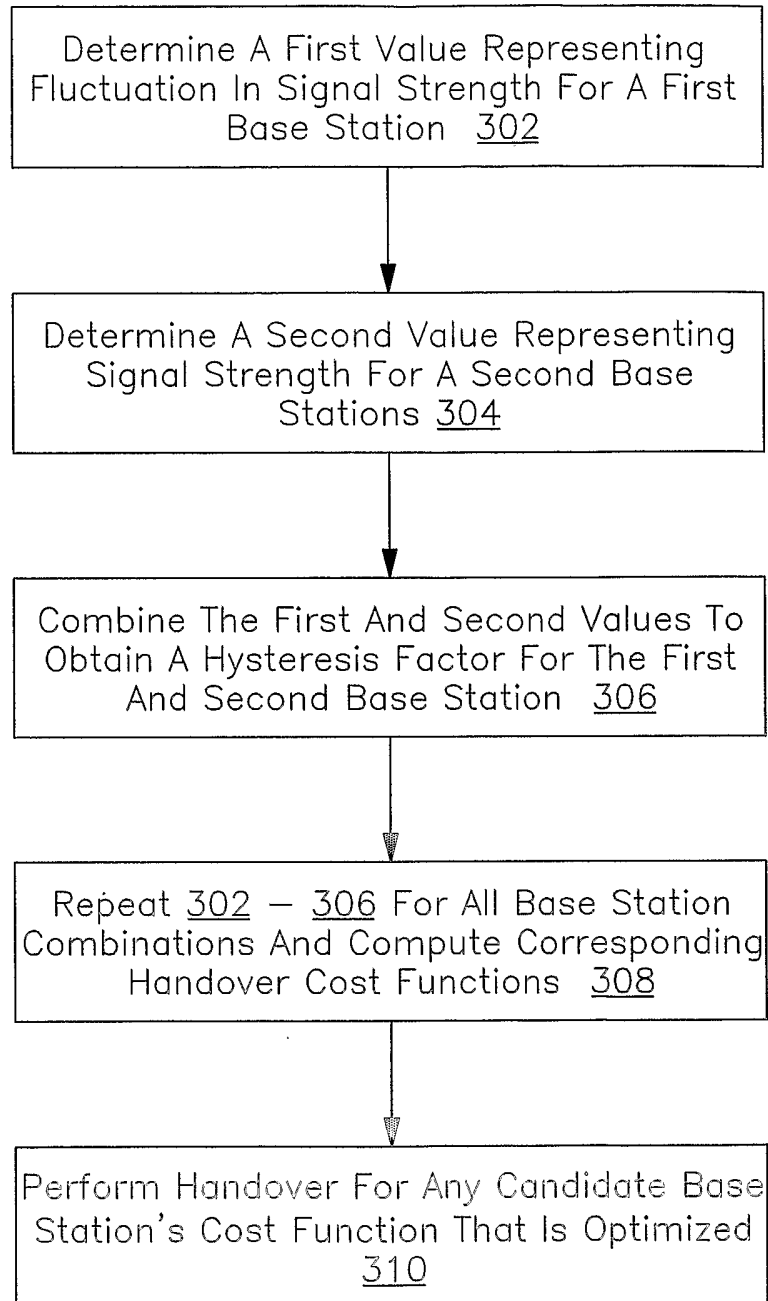 Determine A First Value Representing
Fluctuation In Signal Strength For A First
Base Station 302
Determine A Second Value Representing
Signal Strength For A Second Base
Stations 304
Combine The First And Second Values To
Obtain A Hysteresis Factor For The First
And Second Base Station 306
Repeat 302 – 306 For All Base Station
Combinations And Compute Corresponding
Handover Cost Functions 308
Perform Handover For Any Candidate Base
Station's Cost Function That Is Optimized
310